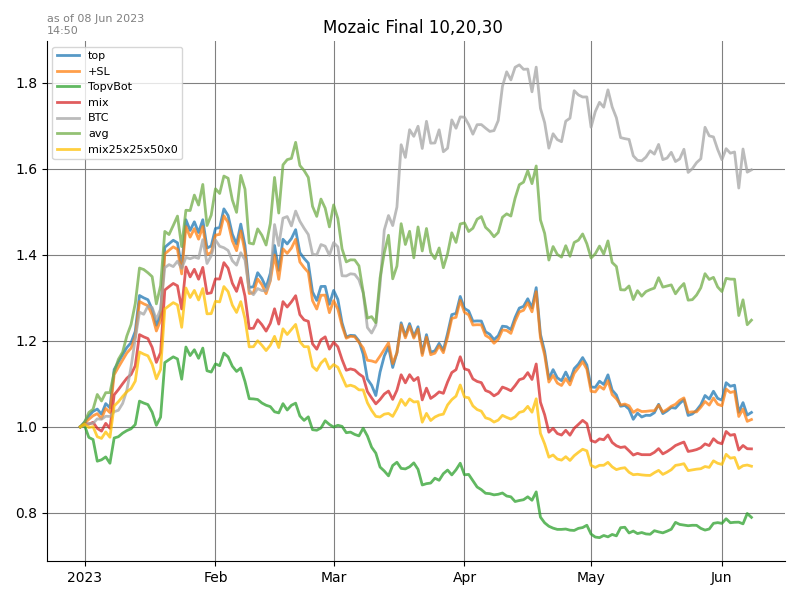 as of 08 Jun 2023
14:50
Mozaic Final 10,20,30
top
+SL
TopvBot
mix
BTC
avg
mix25x25x50x0
1.8
1.6
1.4
1.2
1.0
0.8
2023 Feb Mar Apr May Jun